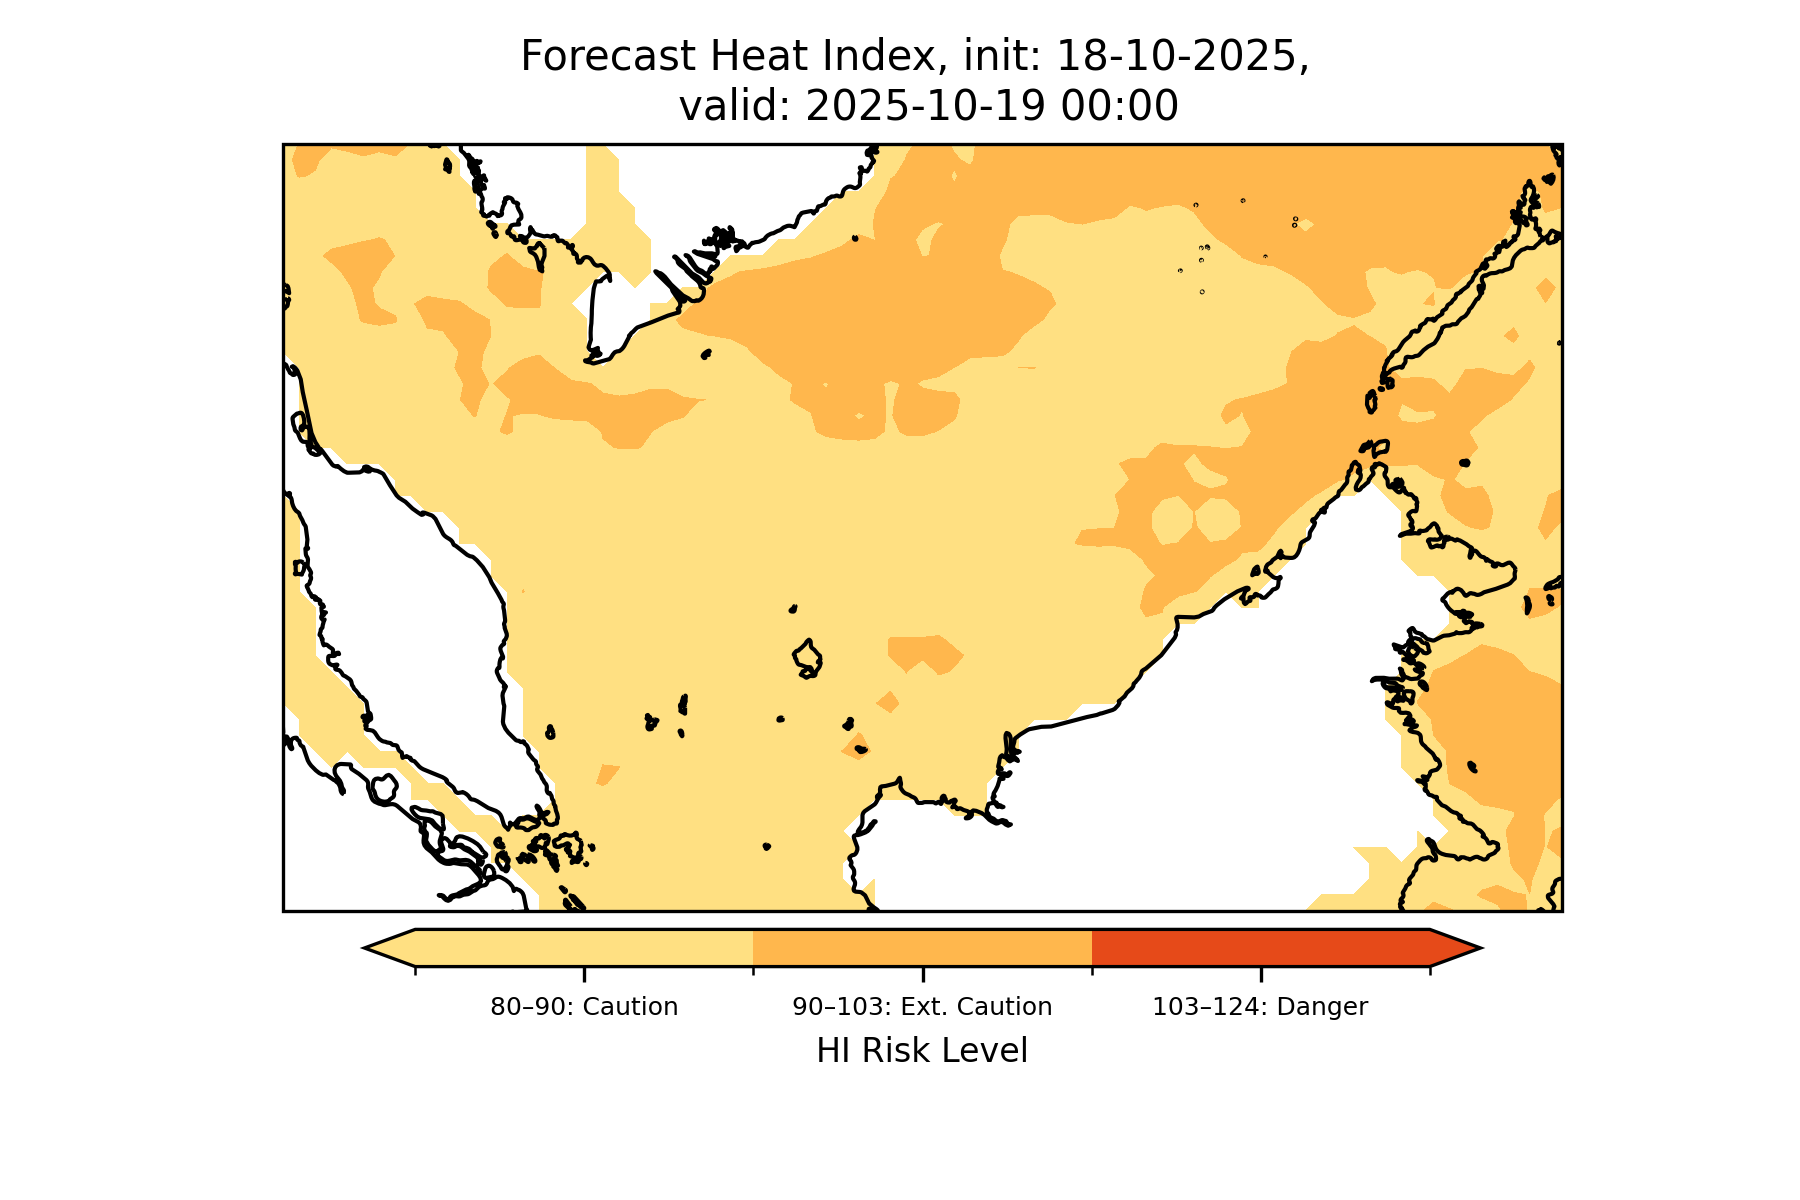 Forecast Heat Index, init: 18-10-2025,
valid: 2025-10-19 00:00
80–90: Caution
90–103: Ext. Caution
103–124: Danger
HI Risk Level